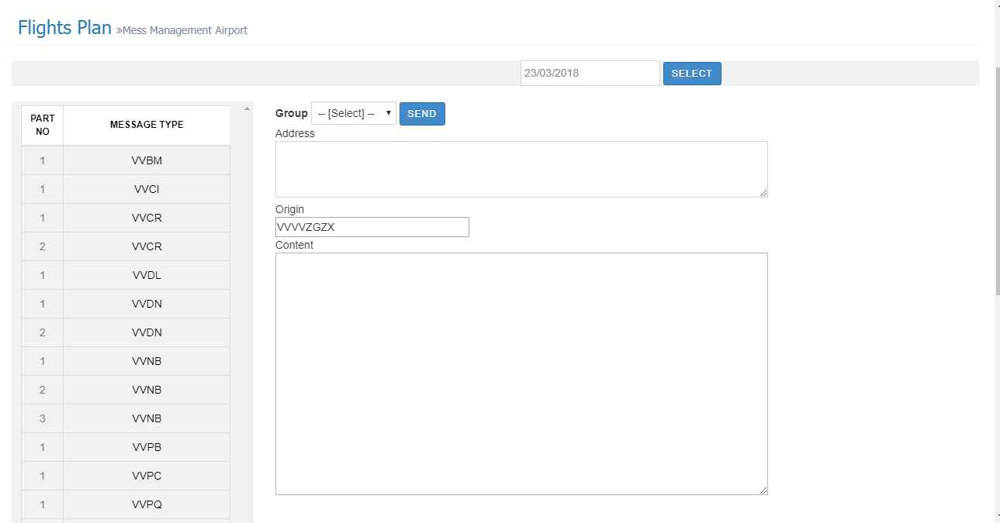 Flights Plan »Mess Management Airport
23/03/2018 SELECT
PART NO MESSAGE TYPE
1 VVBM
1 VVCI
1 VVCR
2 VVCR
1 VVDL
1 VVDN
2 VVDN
1 VVNB
2 VVNB
3 VVNB
1 VVPB
1 VVPC
1 VVPQ
Group -- [Select] -- SEND
Address
Origin
VVVVZGZX
Content